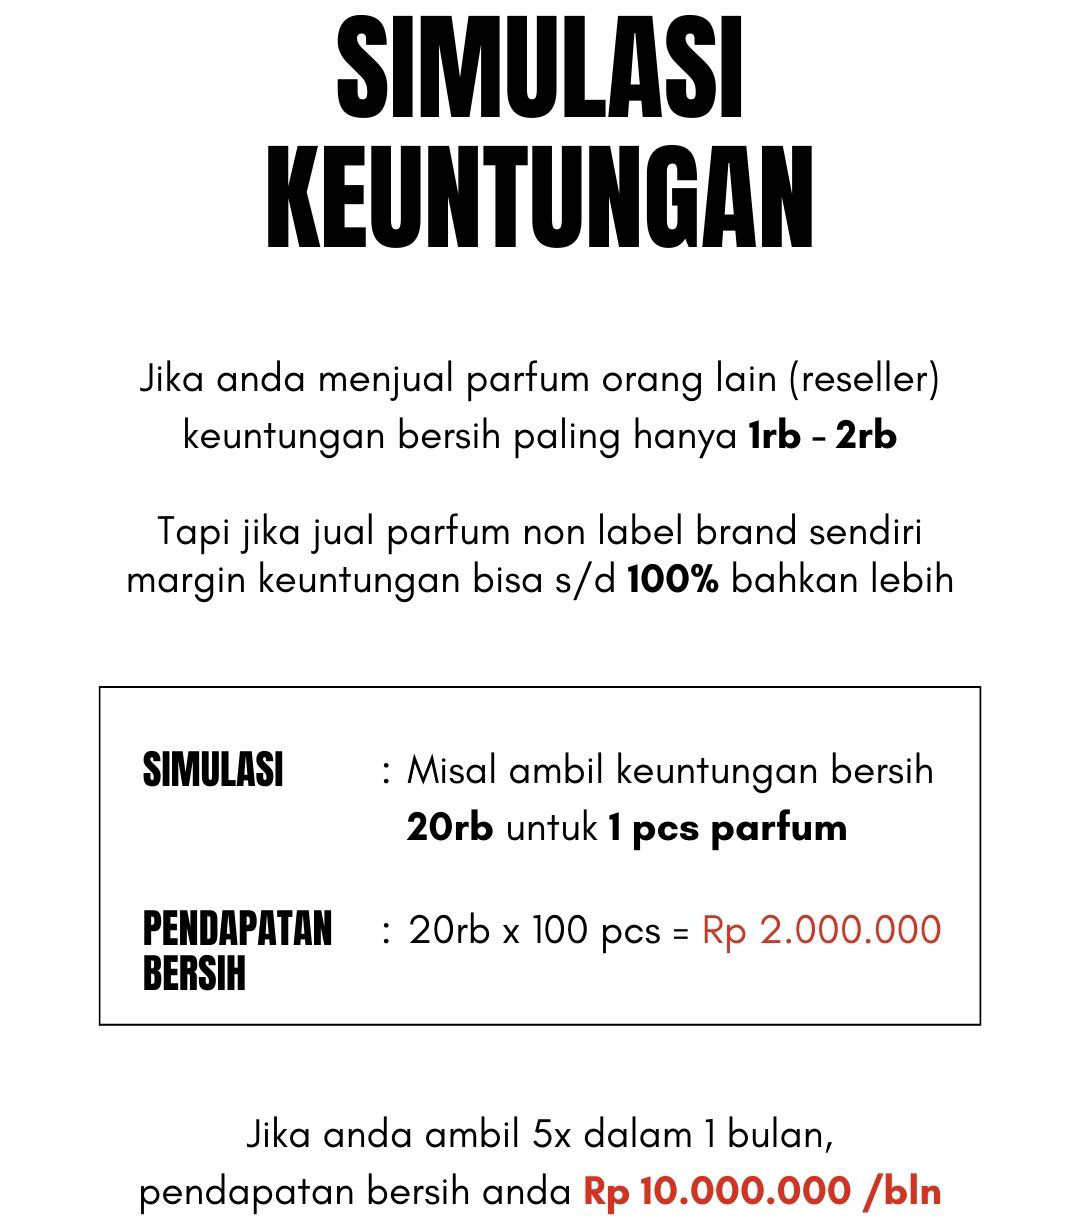 SIMULASI
KEUNTUNGAN
Jika anda menjual parfum orang lain (reseller)
keuntungan bersih paling hanya 1rb - 2rb
Tapi jika jual parfum non label brand sendiri
margin keuntungan bisa s/d 100% bahkan lebih
SIMULASI : Misal ambil keuntungan bersih
20rb untuk 1 pcs parfum
PENDAPATAN : 20rb x 100 pcs = Rp 2.000.000
BERSIH
Jika anda ambil 5x dalam 1 bulan,
pendapatan bersih anda Rp 10.000.000 /bln